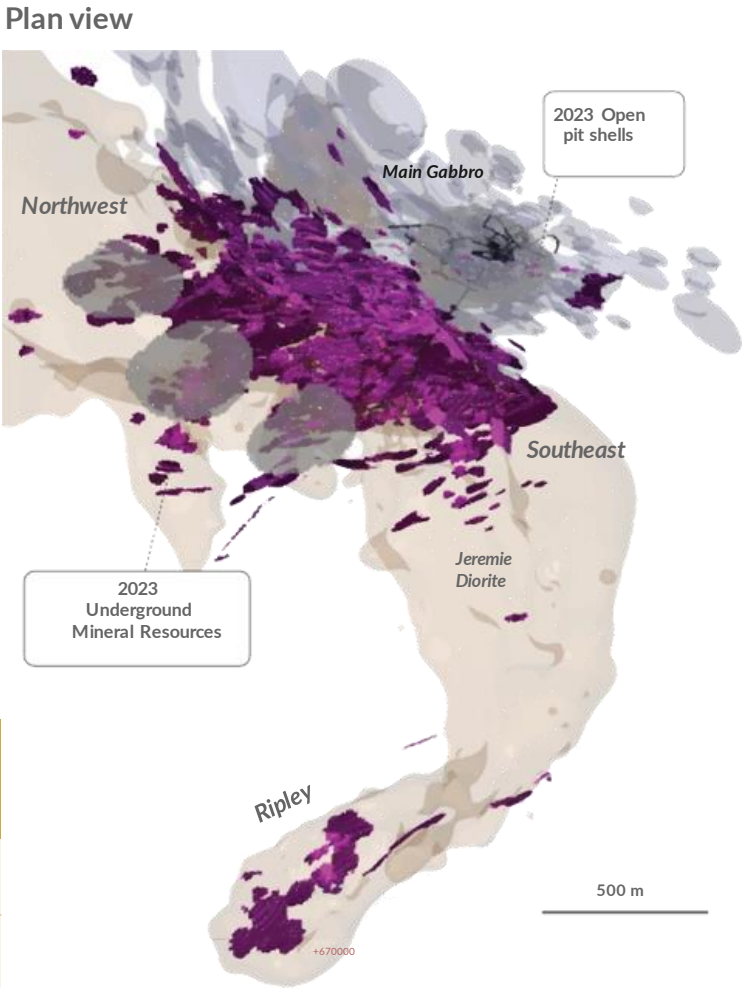 Plan view
2023 Open
pit shells
Main Gabbro
Northwest
Southeast
Jeremie
Diorite
2023
Underground
Mineral Resources
Ripley
500 m
+670000